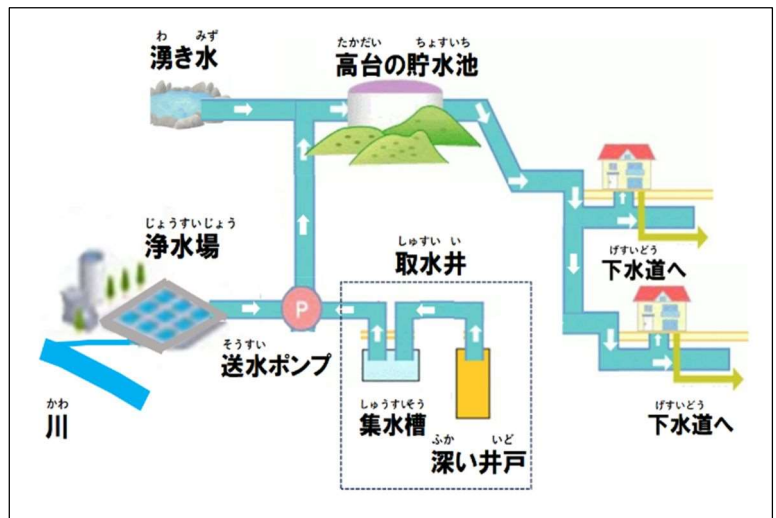 わ みず
湧き水
たかだい ちょすいち
高台の貯水池
じょうすいじょう
浄水場
しゅすい い
取水井
P
そうすい
送水ポンプ
かわ
川
しゅうすいそう
集水槽
ふか いど
深い井戸
げすいどう
下水道へ
げすいどう
下水道へ